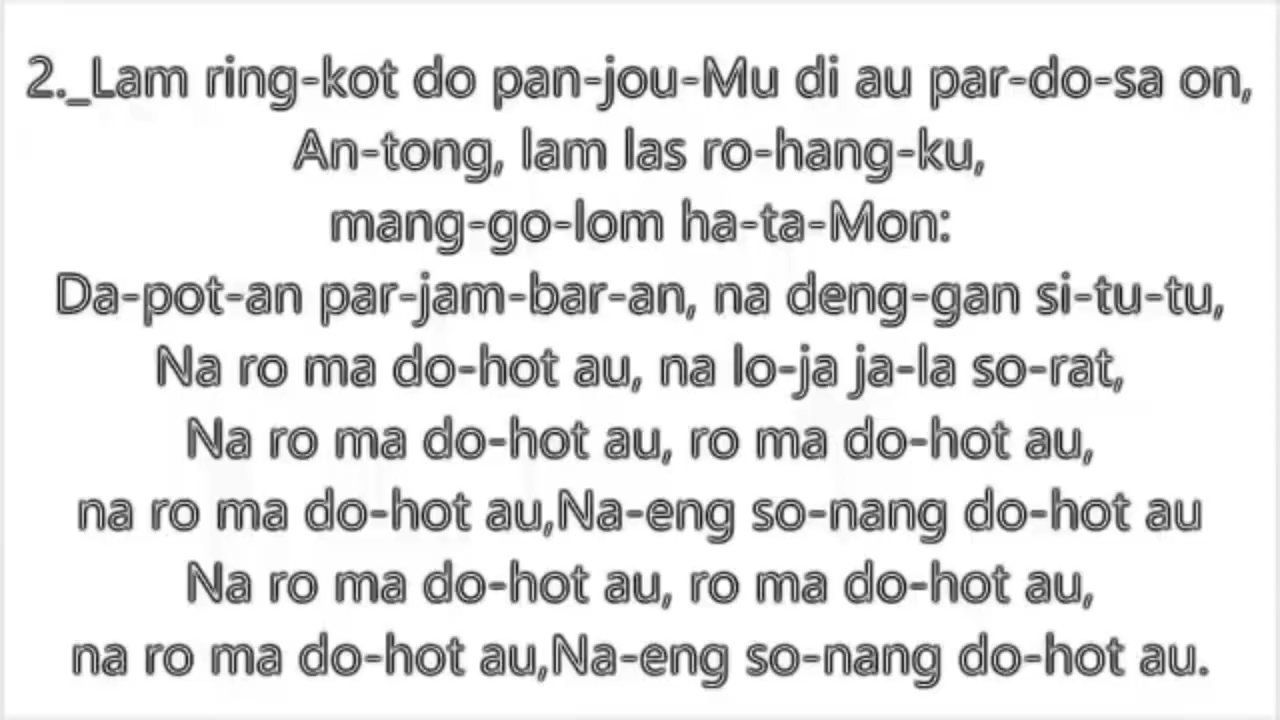 2._Lam ring-kot do pan-jou-Mu di au par-do-sa on,
An-tong, lam las ro-hang-ku,
mang-go-lom ha-ta-Mon:
Da-pot-an par-jam-bar-an, na deng-gan si-tu-tu,
Na ro ma do-hot au, na lo-ja ja-la so-rat,
Na ro ma do-hot au, ro ma do-hot au,
na ro ma do-hot au,Na-eng so-nang do-hot au
Na ro ma do-hot au, ro ma do-hot au,
na ro ma do-hot au,Na-eng so-nang do-hot au.